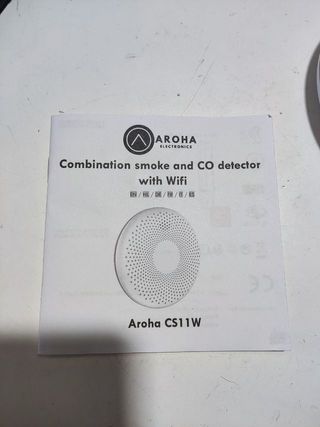 AROHA
ELECTRONICS
Combination smoke and CO detector
with Wifi
Aroha CS11W